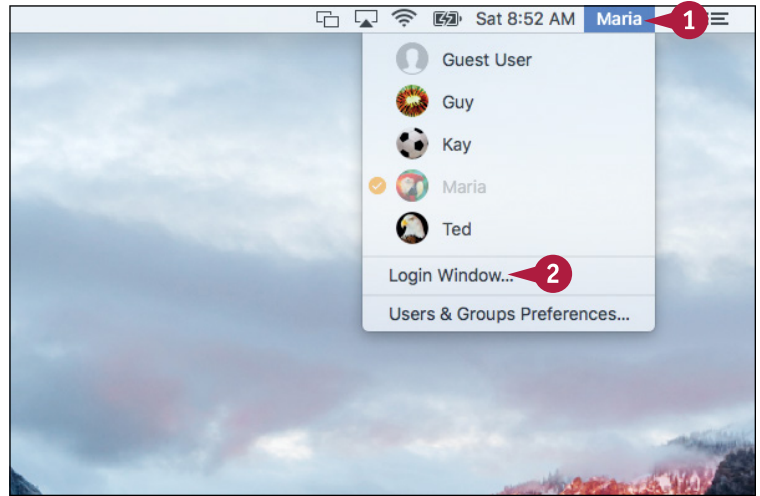 Sat 8:52 AM Maria 1
Guest User
Guy
Kay
Maria
Ted
Login Window... 2
Users & Groups Preferences...